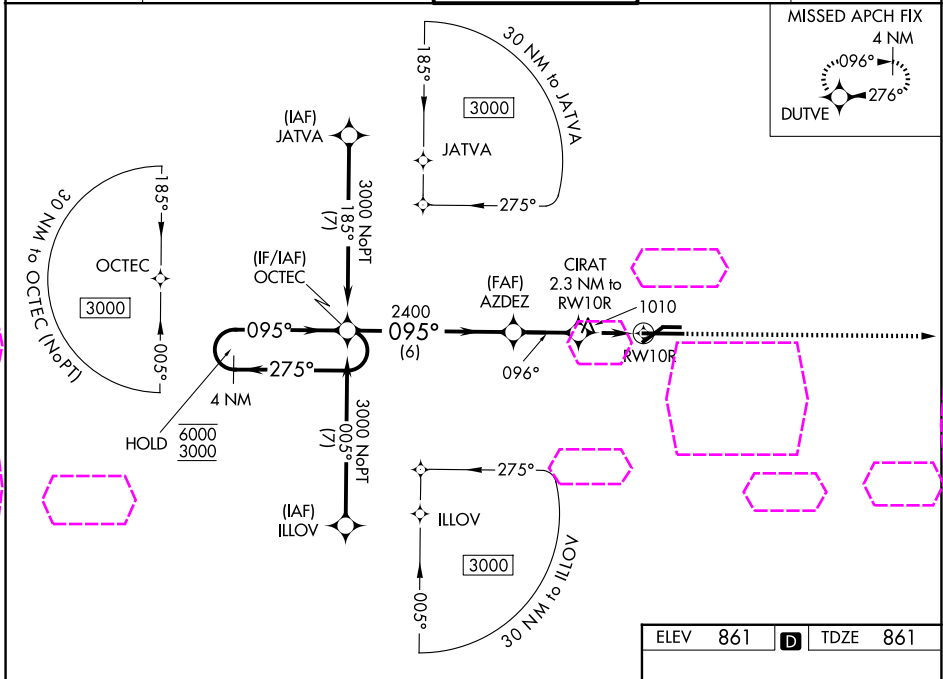 MISSED APCH FIX
4 NM
096°
276°
DUTVE
30 NM to JATVA
185°
3000
JATVA
275°
(IAF)
JATVA
3000 NoPT
185°
(7)
30 NM to OCTEC (NoPT)
185°
OCTEC
3000
005°
(IF/IAF)
OCTEC
2400
095°
(6)
(FAF)
AZDEZ
096°
CIRAT
2.3 NM to
RW10R
1010
RW10R
095°
275°
4 NM
HOLD
6000
3000
3000 NoPT
005°
(7)
(IAF)
ILLOV
275°
ILLOV
3000
005°
30 NM to ILLOV
ELEV 861 D TDZE 861